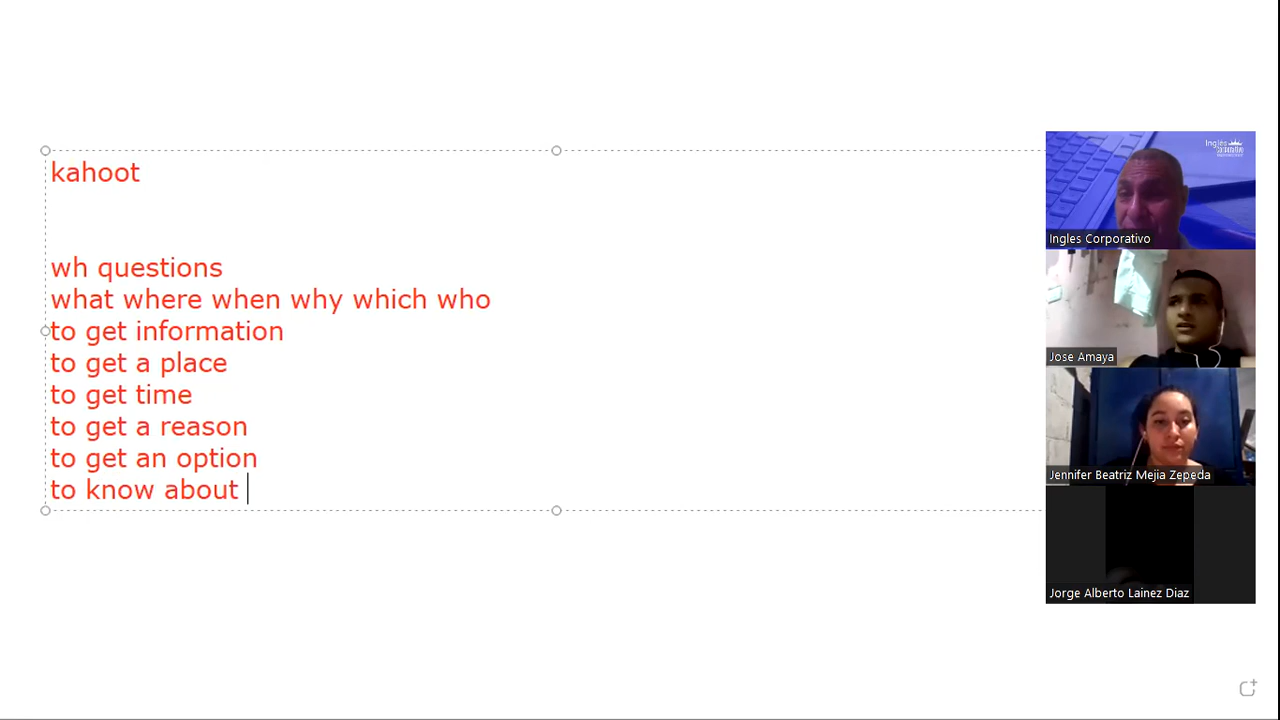 kahoot
wh questions
what where when why which who
to get information
to get a place
to get time
to get a reason
to get an option
to know about
Ingles
Ingles Corporativo
Jose Amaya
Jennifer Beatriz Mejia Zepeda
Jorge Alberto Lainez Diaz